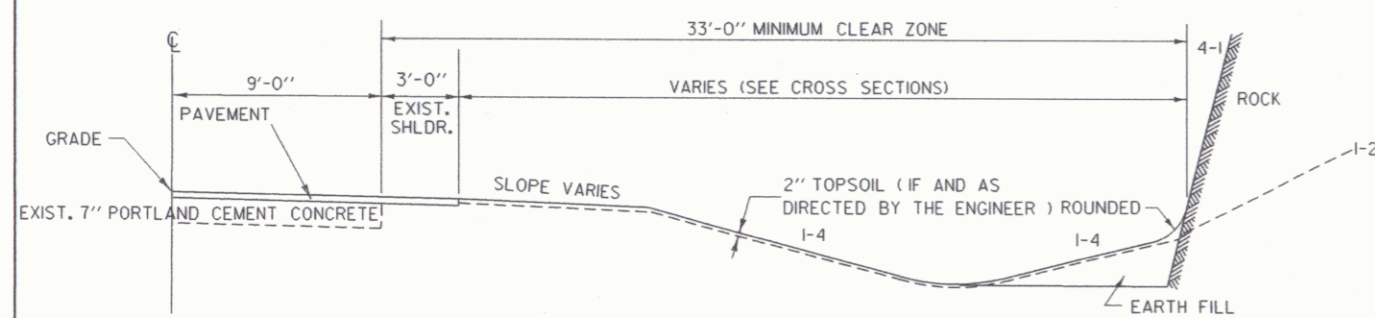 33'-0" MINIMUM CLEAR ZONE
℄
4-1
9'-0"
3'-0"
VARIES (SEE CROSS SECTIONS)
PAVEMENT
EXIST.
SHLDR.
ROCK
GRADE
1-2
SLOPE VARIES
2" TOPSOIL (IF AND AS
DIRECTED BY THE ENGINEER )
ROUNDED
EXIST. 7" PORTLAND CEMENT CONCRETE
1-4
1-4
EARTH FILL